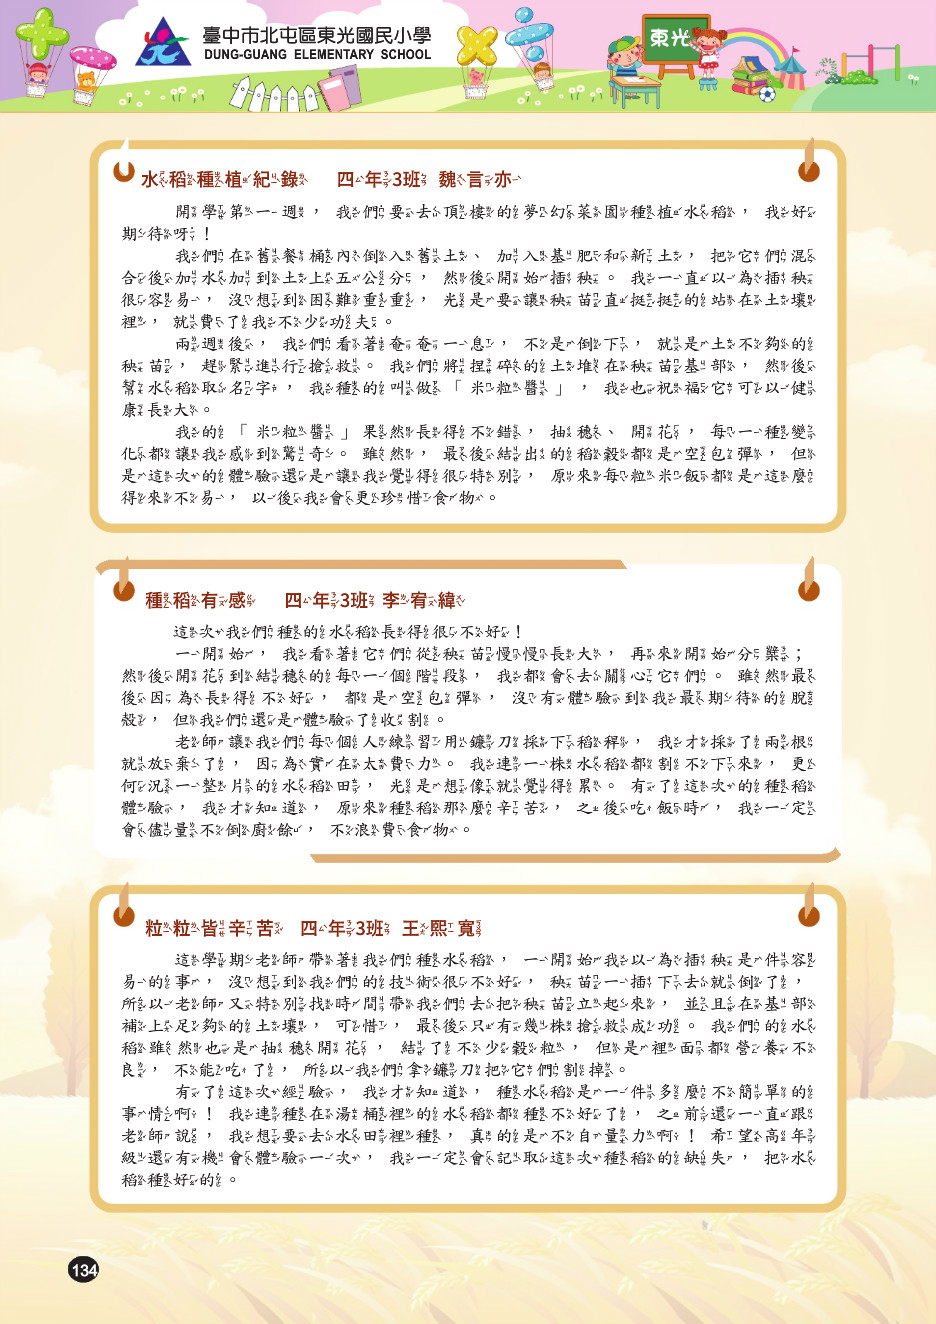 臺中市北屯區東光國民小學
DUNG-GUANG ELEMENTARY SCHOOL
東光
水稻種植紀錄 四年3班 魏言亦
開學第一週，我們要去頂樓的夢幻菜園種植水稻，我好
期待呀！
我們在舊餐桶內倒入舊土、加入基肥和新土，把它們混
合後加水加到土上五公分，然後開始插秧。我一直以為插秧
很容易，沒想到困難重重，光是要讓秧苗直挺挺的站在土壤
裡，就費了我不少功夫。
兩週後，我們看著奄奄一息，不是倒下，就是土不夠的
秧苗，趕緊進行搶救。我們將捏碎的土堆在秧苗基部，然後
幫水稻取名字，我種的叫做「米粒醬」，我也祝福它可以健
康長大。
我的「米粒醬」果然長得不錯，抽穗、開花，每一種變
化都讓我感到驚奇。雖然，最後結出的稻穀都是空包彈，但
是這次的體驗還是讓我覺得很特別，原來每粒米飯都是這麼
得來不易，以後我會更珍惜食物。
種稻有感 四年3班 李宥緯
這次我們種的水稻長得很不好！
一開始，我看著它們從秧苗慢慢長大，再來開始分櫱；
然後開花到結穗的每一個階段，我都會去關心它們。雖然最
後因為長得不好，都是空包彈，沒有體驗到我最期待的脫
殼，但我們還是體驗了收割。
老師讓我們每個人練習用鐮刀採下稻稈，我才採了兩根
就放棄了，因為實在太費力。我連一株水稻都割不下來，更
何況一整片的水稻田，光是想像就覺得累。有了這次的種稻
體驗，我才知道，原來種稻那麼辛苦，之後吃飯時，我一定
會儘量不倒廚餘，不浪費食物。
粒粒皆辛苦 四年3班 王熙寬
這學期老師帶著我們種水稻，一開始我以為插秧是件容
易的事，沒想到我們的技術很不好，秧苗一插下去就倒了，
所以老師又特別找時間帶我們去把秧苗立起來，並且在基部
補上足夠的土壤，可惜，最後只有幾株搶救成功。我們的水
稻雖然也是抽穗開花，結了不少穀粒，但是裡面都營養不
良，不能吃了，所以我們拿鐮刀把它們割掉。
有了這次經驗，我才知道，種水稻是一件多麼不簡單的
事情啊！我連種在湯桶裡的水稻都種不好了，之前還一直跟
老師說，我想要去水田裡種，真的是不自量力啊！希望高年
級還有機會體驗一次，我一定會記取這次種稻的缺失，把水
稻種好的。
134